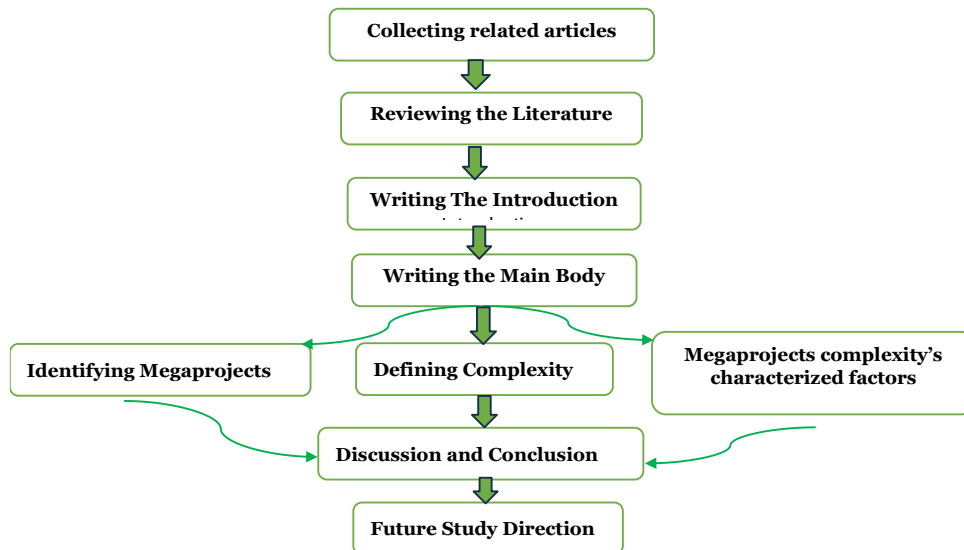 Collecting related articles
Reviewing the Literature
Writing The Introduction
Writing the Main Body
Identifying Megaprojects
Defining Complexity
Megaprojects complexity's
characterized factors
Discussion and Conclusion
Future Study Direction